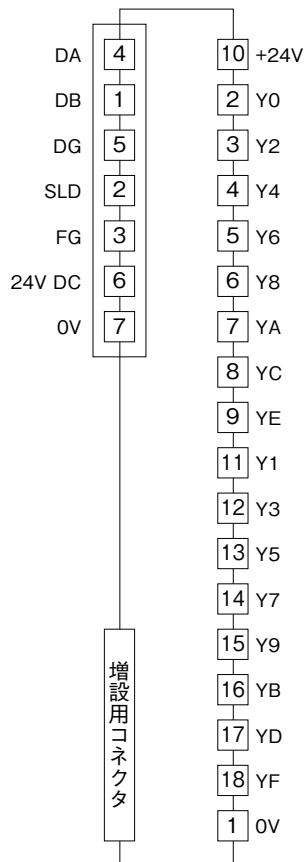 DA 4
DB 1
DG 5
SLD 2
FG 3
24V DC 6
0V 7
増設用コネクタ
10 +24V
2 Y0
3 Y2
4 Y4
5 Y6
6 Y8
7 YA
8 YC
9 YE
11 Y1
12 Y3
13 Y5
14 Y7
15 Y9
16 YB
17 YD
18 YF
1 0V